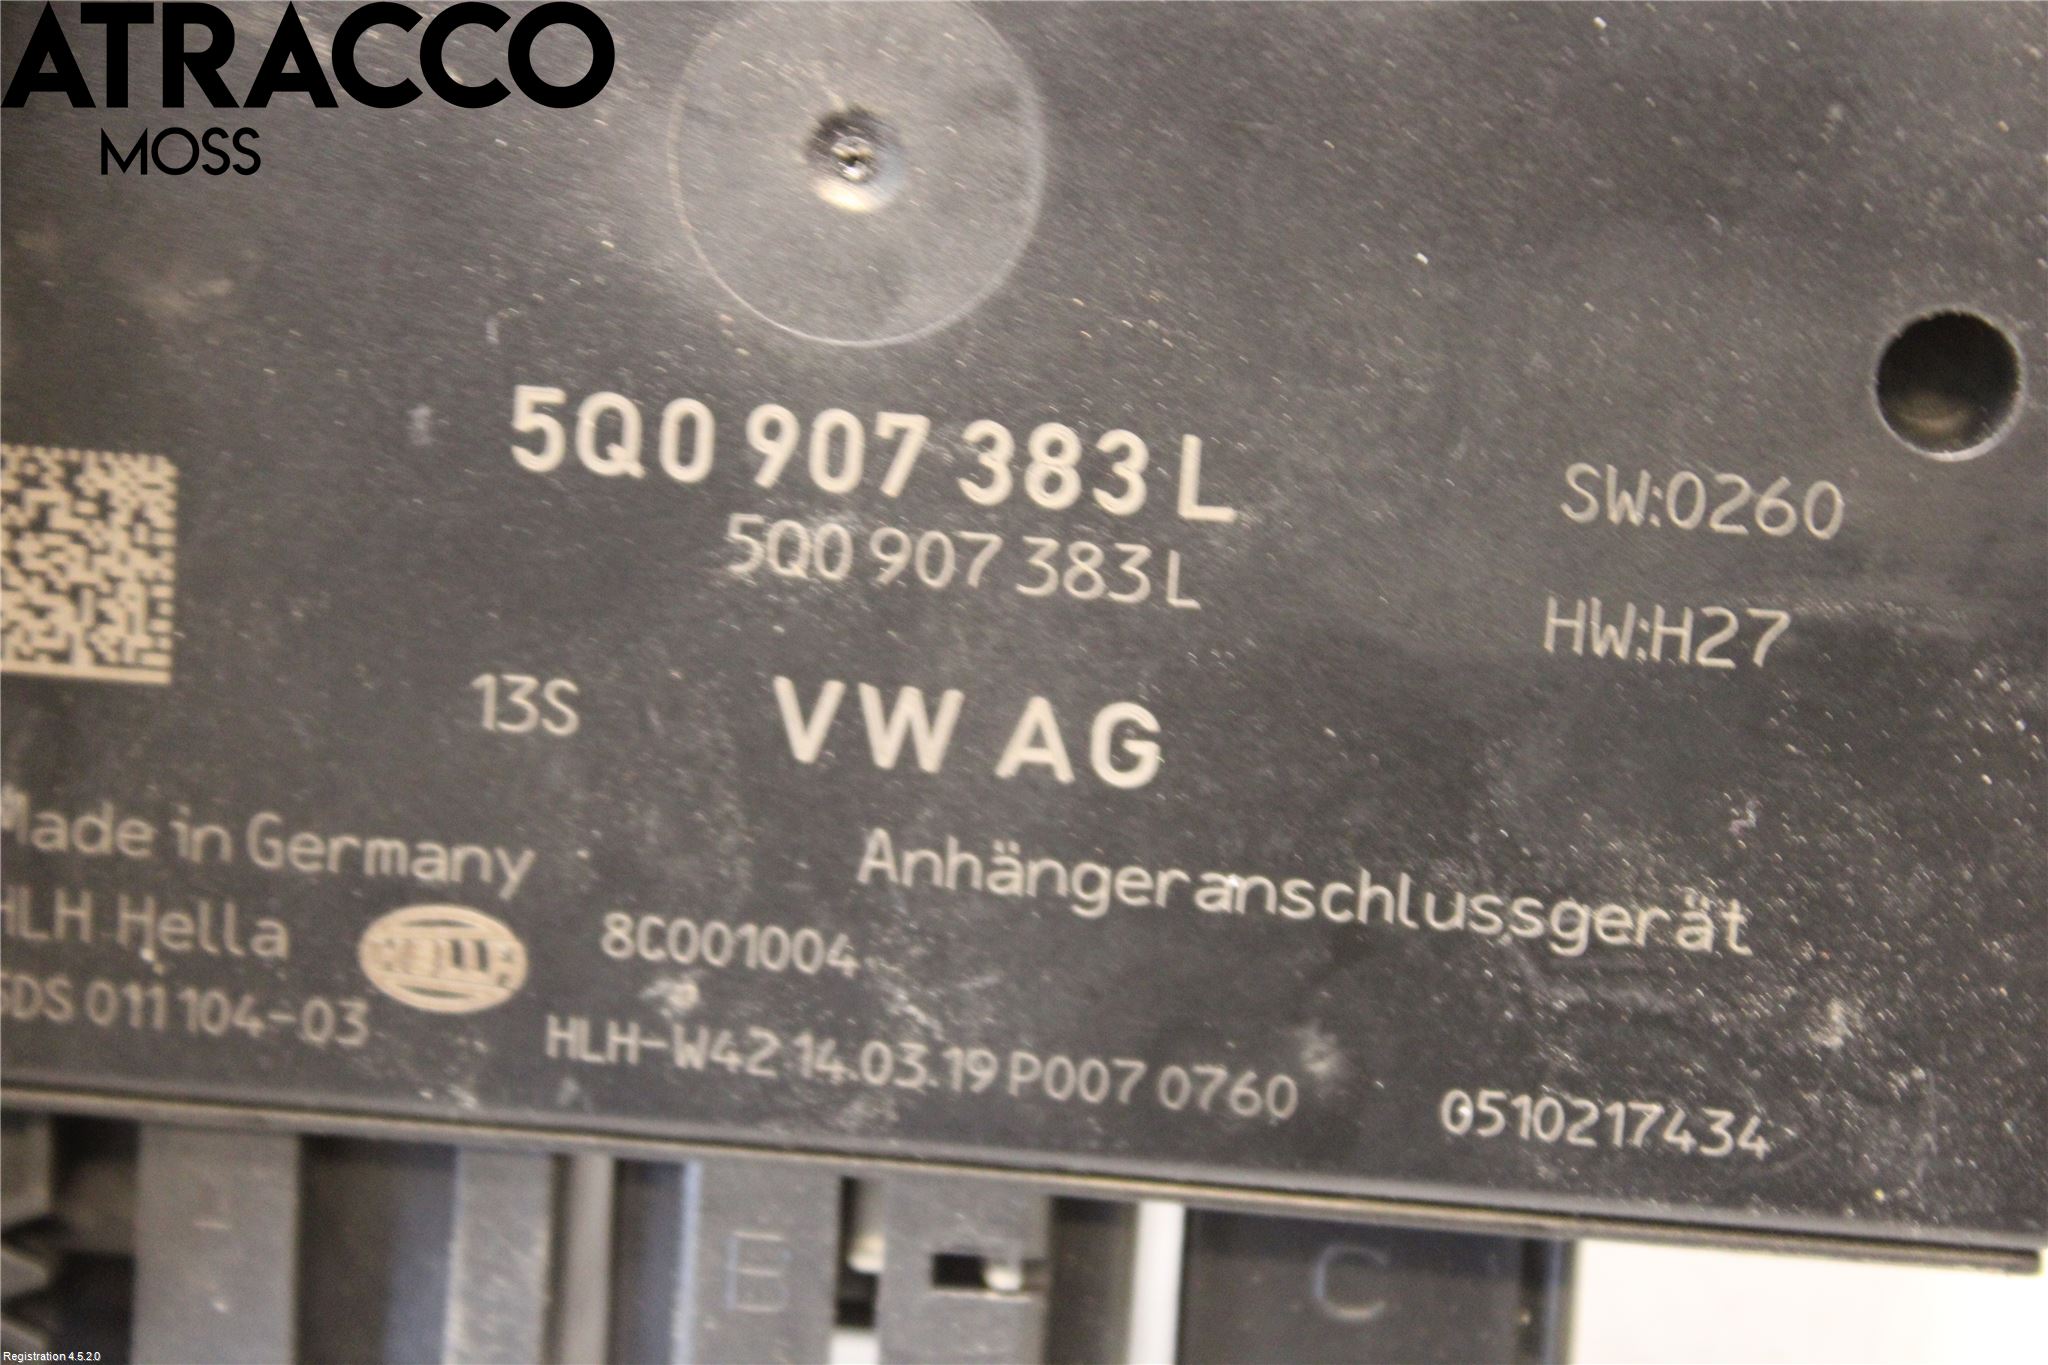 ATRACCO
MOSS
5Q0 907 383 L
5Q0 907 383 L
SW:0260
HW:H27
13S
VW AG
Made in Germany
Anhängeranschlussgerät
HLH Hella
HELLA
8C001004
5DS 011 104-03
HLH-W42 14.03.19 P007 0760
0510217434
B
C
Registration 4.5.2.0